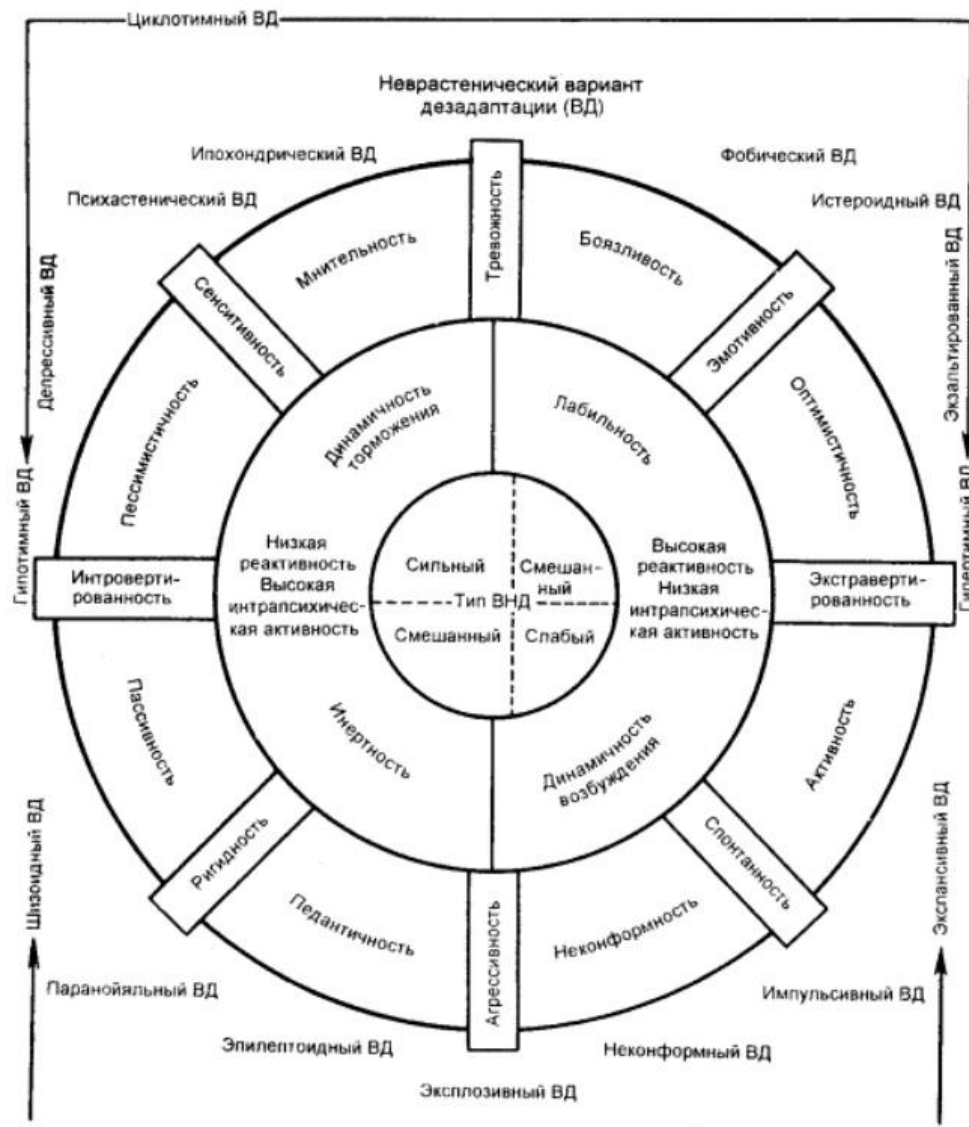 Циклотимный ВД
Неврастенический вариант
дезадаптации (ВД)
Ипохондрический ВД
Фобический ВД
Психастенический ВД
Истероидный ВД
Депрессивный ВД
Экзальтированный ВД
Гипотимный ВД
Гипертимный ВД
Мнительность
Тревожность
Боязливость
Сенситивность
Эмотивность
Пессимистичность
Оптимистичность
Динамичность
торможения
Лабильность
Интроверти-
рованность
Низкая
реактивность
Высокая
интрапсихичес-
кая активность
Сильный
Смешан-
ный
Тип ВНД
Смешанный
Слабый
Высокая
реактивность
Низкая
интрапсихичес-
кая активность
Экстраверти-
рованность
Инертность
Динамичность
возбуждения
Пассивность
Активность
Ригидность
Спонтанность
Педантичность
Агрессивность
Неконформность
Шизоидный ВД
Экспансивный ВД
Паранойяльный ВД
Импульсивный ВД
Эпилептоидный ВД
Неконформный ВД
Эксплозивный ВД